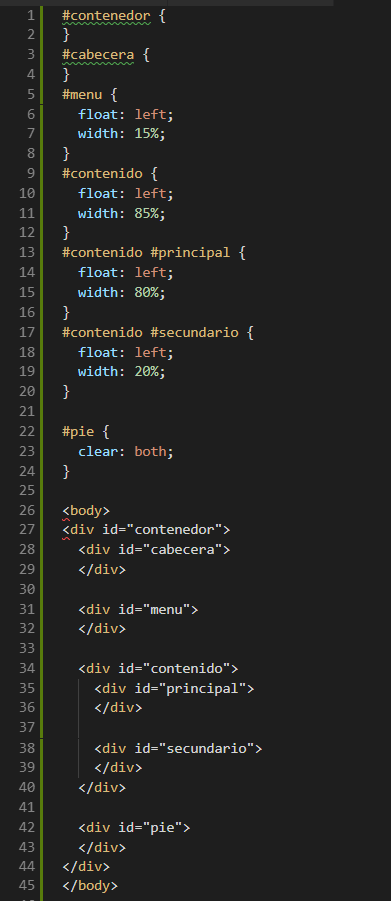 1 #contenedor {
2 }
3 #cabecera {
4 }
5 #menu {
6   float: left;
7   width: 15%;
8 }
9 #contenido {
10   float: left;
11   width: 85%;
12 }
13 #contenido #principal {
14   float: left;
15   width: 80%;
16 }
17 #contenido #secundario {
18   float: left;
19   width: 20%;
20 }
21
22 #pie {
23   clear: both;
24 }
25
26 <body>
27 <div id="contenedor">
28   <div id="cabecera">
29   </div>
30
31   <div id="menu">
32   </div>
33
34   <div id="contenido">
35     <div id="principal">
36     </div>
37
38     <div id="secundario">
39     </div>
40   </div>
41
42   <div id="pie">
43   </div>
44 </div>
45 </body>